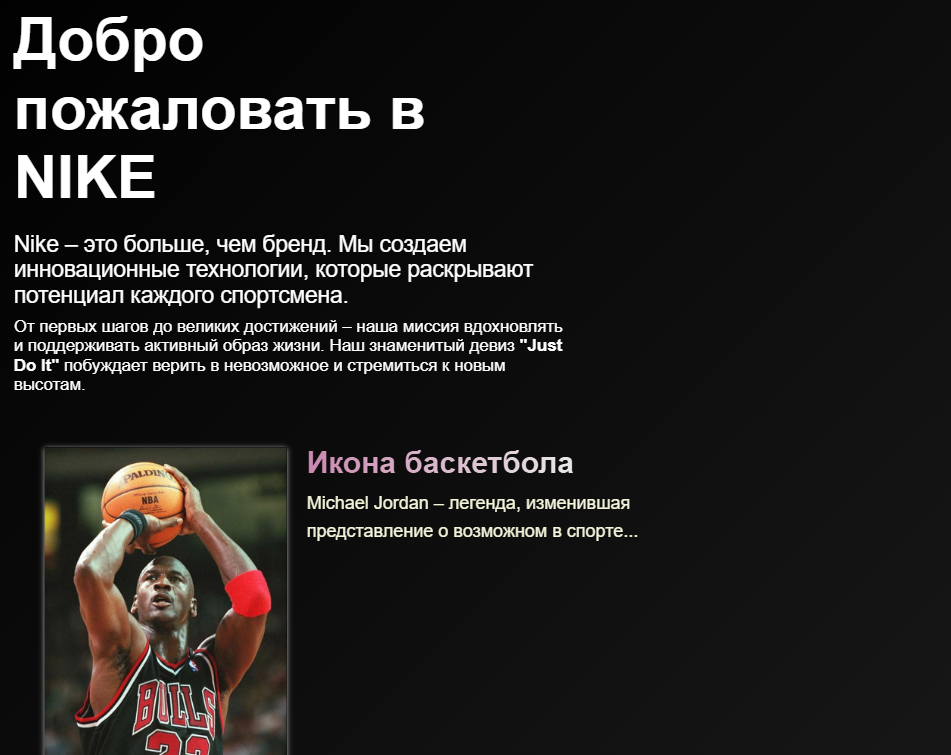 Добро
пожаловать в
NIKE
Nike – это больше, чем бренд. Мы создаем
инновационные технологии, которые раскрывают
потенциал каждого спортсмена.
От первых шагов до великих достижений – наша миссия вдохновлять
и поддерживать активный образ жизни. Наш знаменитый девиз "Just
Do It" побуждает верить в невозможное и стремиться к новым
высотам.
Икона баскетбола
Michael Jordan – легенда, изменившая
представление о возможном в спорте...
PALDING
NBA
BULLS
23